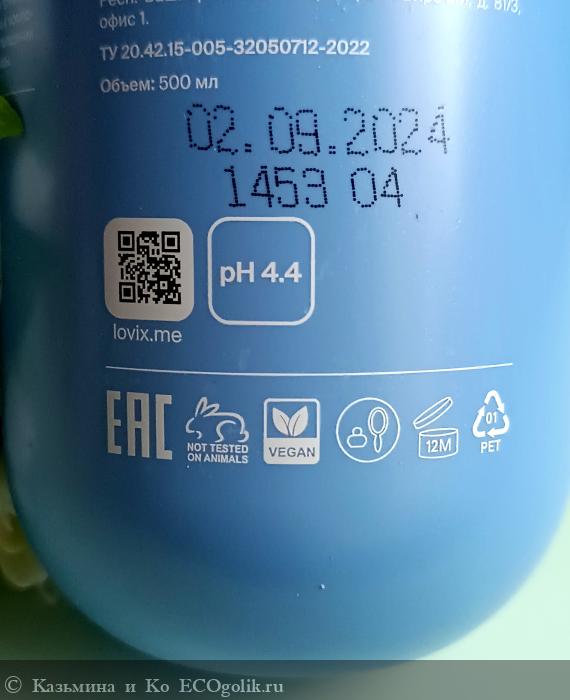 офис 1.
ТУ 20.42.15-005-32050712-2022
Объем: 500 мл
02.09.2024
1453 04
pH 4.4
lovix.me
EAC
NOT TESTED
ON ANIMALS
VEGAN
12M
01
PET
© Казьмина и Ко ECOgolik.ru